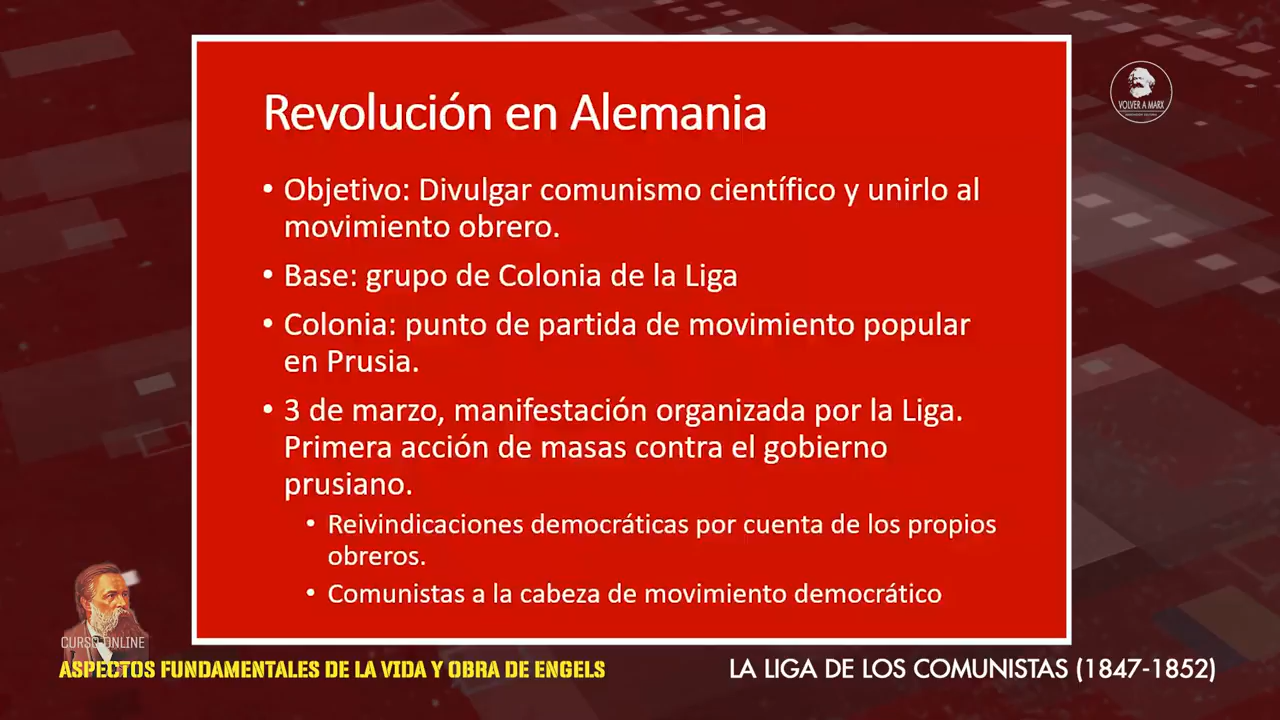 Revolución en Alemania
VOLVER A MARX
• Objetivo: Divulgar comunismo científico y unirlo al
movimiento obrero.
• Base: grupo de Colonia de la Liga
• Colonia: punto de partida de movimiento popular
en Prusia.
• 3 de marzo, manifestación organizada por la Liga.
Primera acción de masas contra el gobierno
prusiano.
• Reivindicaciones democráticas por cuenta de los propios
obreros.
• Comunistas a la cabeza de movimiento democrático
CURSO ONLINE
ASPECTOS FUNDAMENTALES DE LA VIDA Y OBRA DE ENGELS
LA LIGA DE LOS COMUNISTAS (1847-1852)